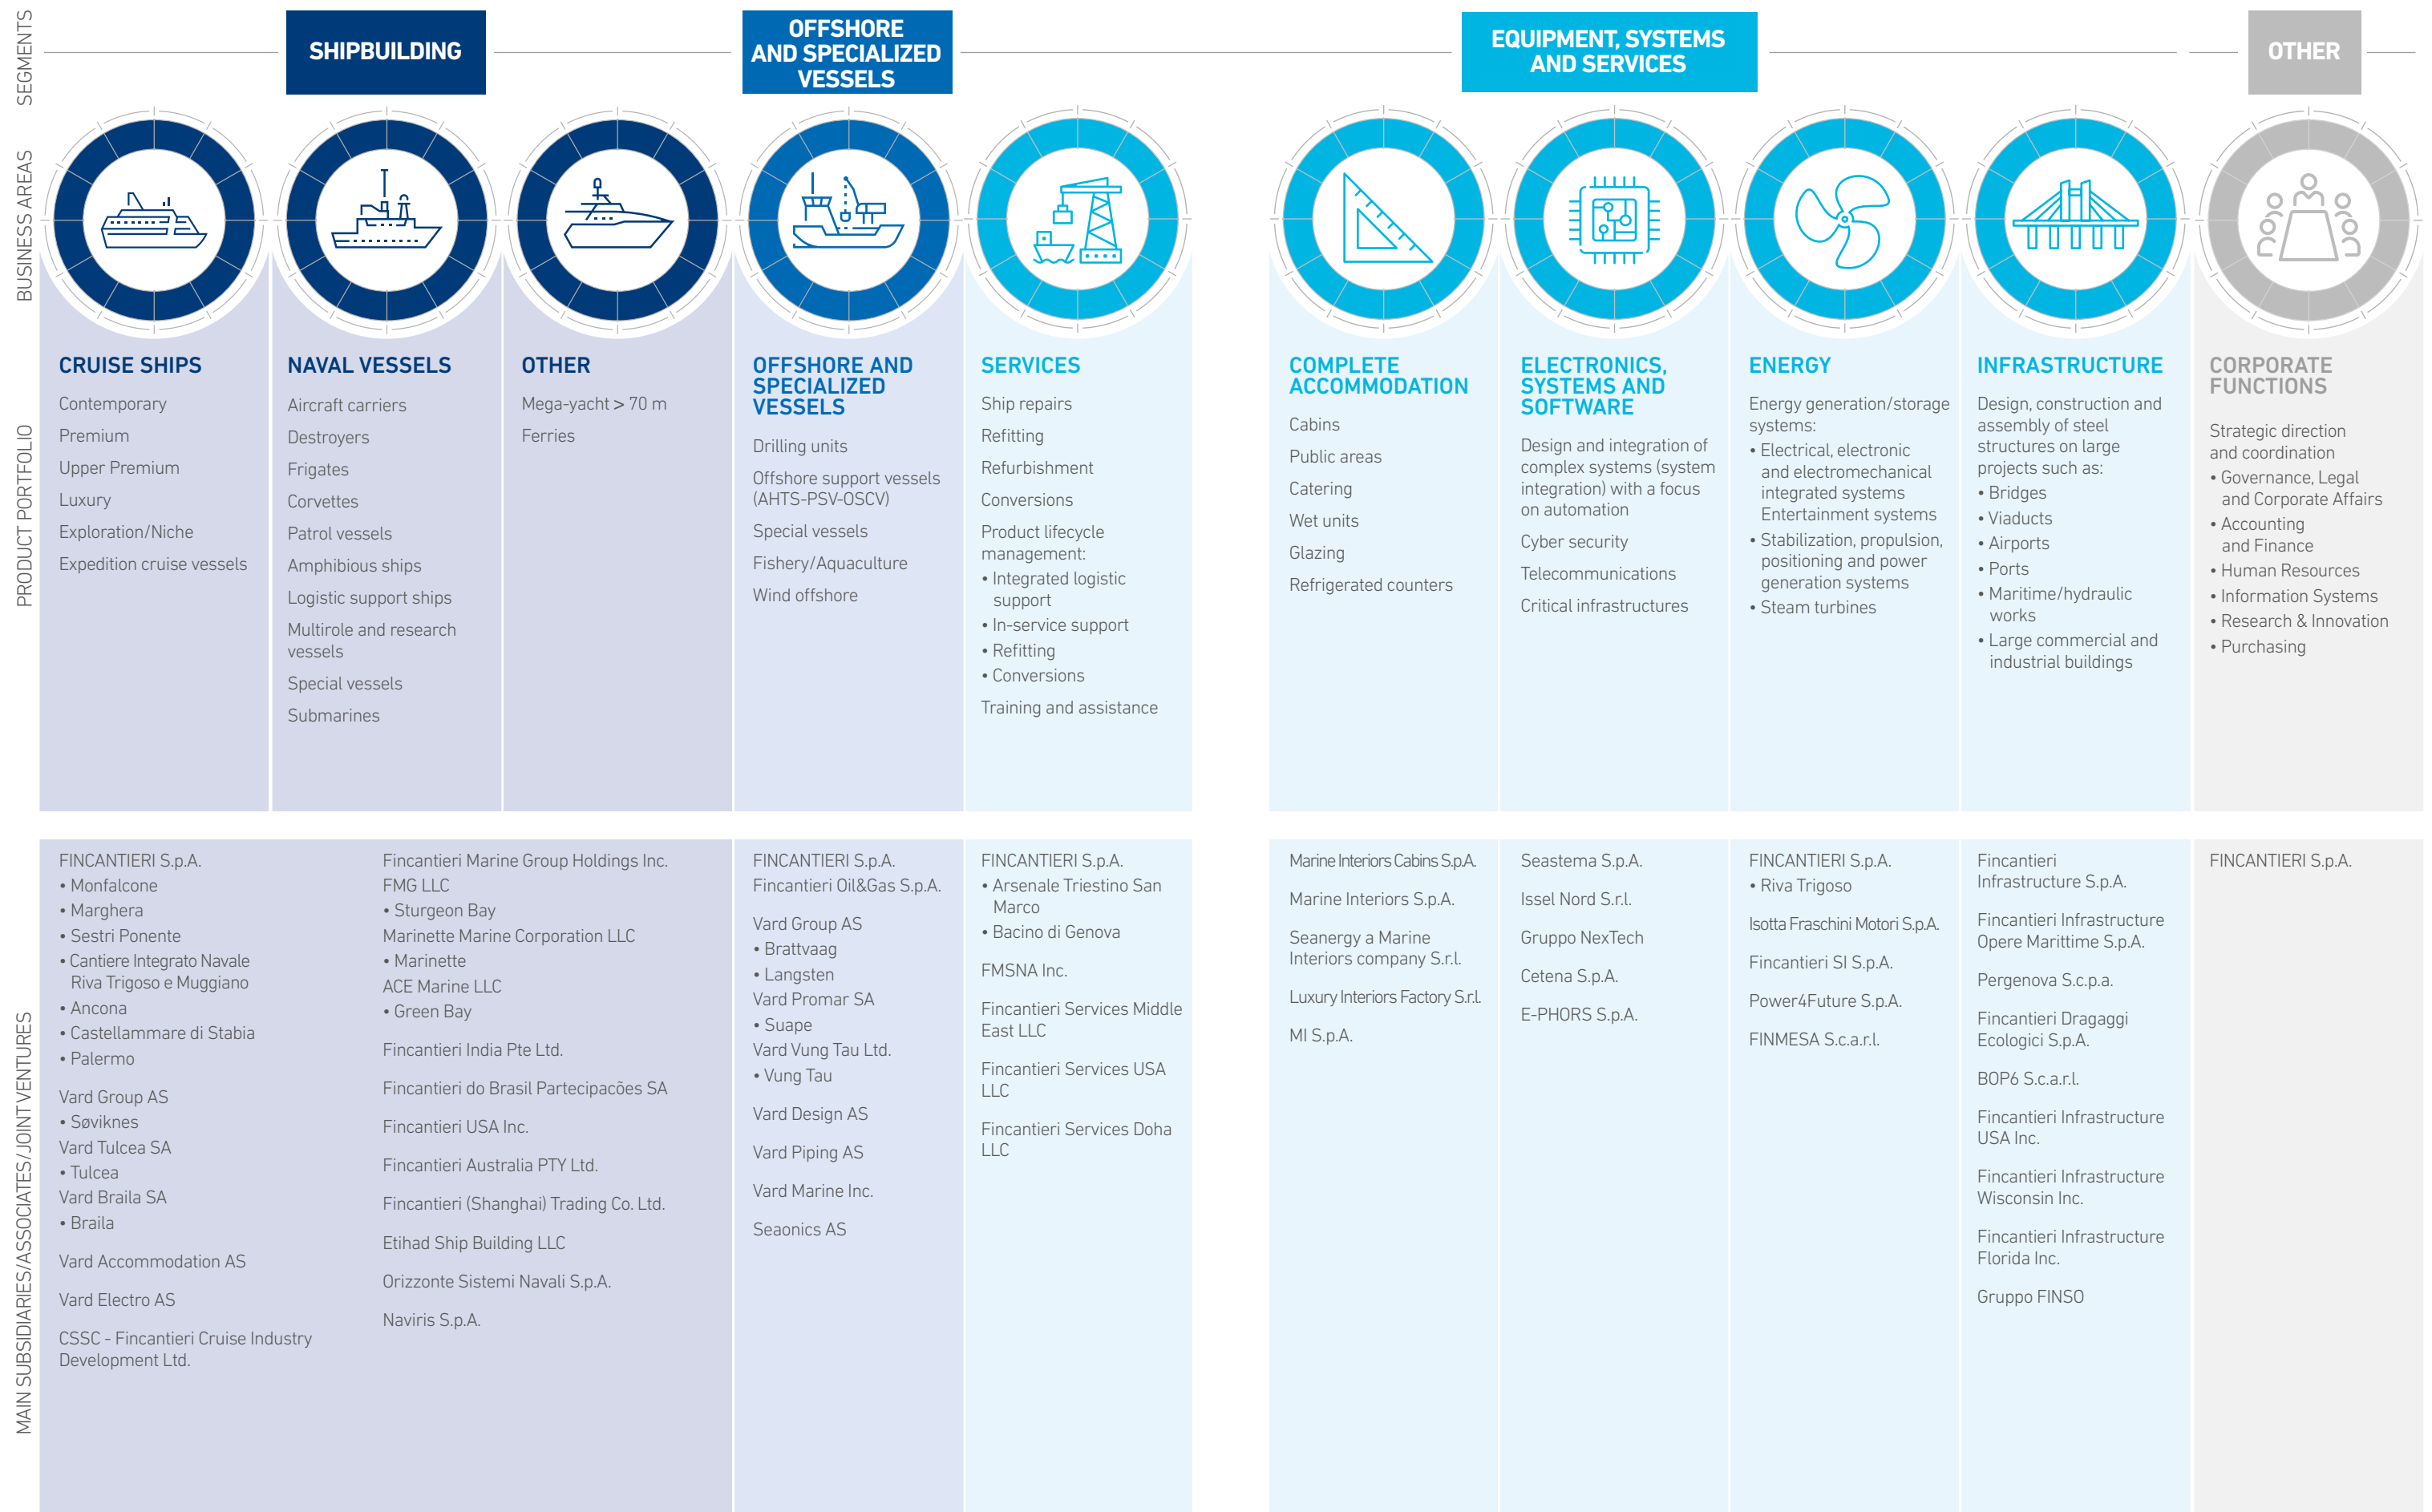 SEGMENTS
SHIPBUILDING
OFFSHORE
AND SPECIALIZED
VESSELS
EQUIPMENT, SYSTEMS
AND SERVICES
OTHER
BUSINESS AREAS
PRODUCT PORTFOLIO
CRUISE SHIPS
Contemporary
Premium
Upper Premium
Luxury
Exploration/Niche
Expedition cruise vessels
NAVAL VESSELS
Aircraft carriers
Destroyers
Frigates
Corvettes
Patrol vessels
Amphibious ships
Logistic support ships
Multirole and research
vessels
Special vessels
Submarines
OTHER
Mega-yacht > 70 m
Ferries
OFFSHORE AND
SPECIALIZED
VESSELS
Drilling units
Offshore support vessels
(AHTS-PSV-OSCV)
Special vessels
Fishery/Aquaculture
Wind offshore
SERVICES
Ship repairs
Refitting
Refurbishment
Conversions
Product lifecycle
management:
• Integrated logistic
support
• In-service support
• Refitting
• Conversions
Training and assistance
COMPLETE
ACCOMMODATION
Cabins
Public areas
Catering
Wet units
Glazing
Refrigerated counters
ELECTRONICS,
SYSTEMS AND
SOFTWARE
Design and integration of
complex systems (system
integration) with a focus
on automation
Cyber security
Telecommunications
Critical infrastructures
ENERGY
Energy generation/storage
systems:
• Electrical, electronic
and electromechanical
integrated systems
Entertainment systems
• Stabilization, propulsion,
positioning and power
generation systems
• Steam turbines
INFRASTRUCTURE
Design, construction and
assembly of steel
structures on large
projects such as:
• Bridges
• Viaducts
• Airports
• Ports
• Maritime/hydraulic
works
• Large commercial and
industrial buildings
CORPORATE
FUNCTIONS
Strategic direction
and coordination
• Governance, Legal
and Corporate Affairs
• Accounting
and Finance
• Human Resources
• Information Systems
• Research & Innovation
• Purchasing
MAIN SUBSIDIARIES/ASSOCIATES/JOINT VENTURES
FINCANTIERI S.p.A.
• Monfalcone
• Marghera
• Sestri Ponente
• Cantiere Integrato Navale
Riva Trigoso e Muggiano
• Ancona
• Castellammare di Stabia
• Palermo
Vard Group AS
• Søviknes
Vard Tulcea SA
• Tulcea
Vard Braila SA
• Braila
Vard Accommodation AS
Vard Electro AS
CSSC - Fincantieri Cruise Industry
Development Ltd.
Fincantieri Marine Group Holdings Inc.
FMG LLC
• Sturgeon Bay
Marinette Marine Corporation LLC
• Marinette
ACE Marine LLC
• Green Bay
Fincantieri India Pte Ltd.
Fincantieri do Brasil Partecipacões SA
Fincantieri USA Inc.
Fincantieri Australia PTY Ltd.
Fincantieri (Shanghai) Trading Co. Ltd.
Etihad Ship Building LLC
Orizzonte Sistemi Navali S.p.A.
Naviris S.p.A.
FINCANTIERI S.p.A.
Fincantieri Oil&Gas S.p.A.
Vard Group AS
• Brattvaag
• Langsten
Vard Promar SA
• Suape
Vard Vung Tau Ltd.
• Vung Tau
Vard Design AS
Vard Piping AS
Vard Marine Inc.
Seaonics AS
FINCANTIERI S.p.A.
• Arsenale Triestino San
Marco
• Bacino di Genova
FMSNA Inc.
Fincantieri Services Middle
East LLC
Fincantieri Services USA
LLC
Fincantieri Services Doha
LLC
Marine Interiors Cabins S.p.A.
Marine Interiors S.p.A.
Seanergy a Marine
Interiors company S.r.l.
Luxury Interiors Factory S.r.l.
MI S.p.A.
Seastema S.p.A.
Issel Nord S.r.l.
Gruppo NexTech
Cetena S.p.A.
E-PHORS S.p.A.
FINCANTIERI S.p.A.
• Riva Trigoso
Isotta Fraschini Motori S.p.A.
Fincantieri SI S.p.A.
Power4Future S.p.A.
FINMESA S.c.a.r.l.
Fincantieri
Infrastructure S.p.A.
Fincantieri Infrastructure
Opere Marittime S.p.A.
Pergenova S.c.p.a.
Fincantieri Dragaggi
Ecologici S.p.A.
BOP6 S.c.a.r.l.
Fincantieri Infrastructure
USA Inc.
Fincantieri Infrastructure
Wisconsin Inc.
Fincantieri Infrastructure
Florida Inc.
Gruppo FINSO
FINCANTIERI S.p.A.